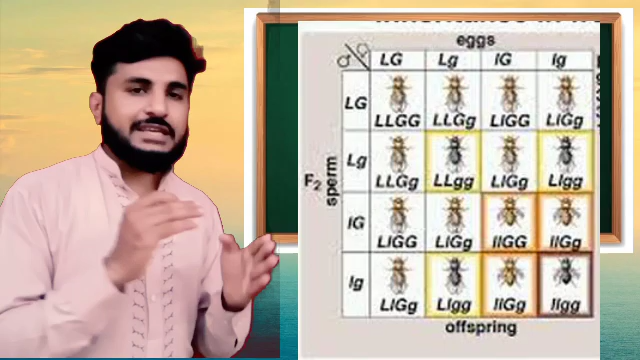 eggs
♂ ♀ LG Lg lG lg
LG LLGG LLGg LlGG LlGg
sperm
Lg LLGg LLgg LlGg Llgg
F2
lG LlGG LlGg llGG llGg
lg LlGg Llgg llGg llgg
offspring